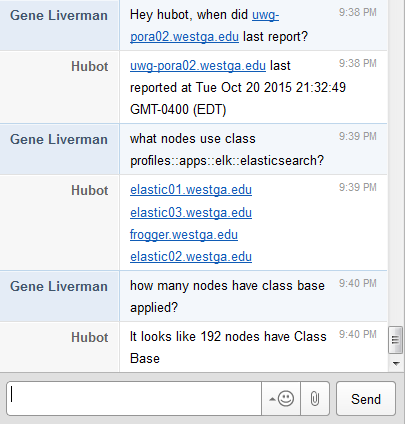 Gene Liverman Hey hubot, when did uwg- 9:38 PM
pora02.westga.edu last report?
Hubot uwg-pora02.westga.edu last 9:38 PM
reported at Tue Oct 20 2015 21:32:49
GMT-0400 (EDT)
Gene Liverman what nodes use class 9:39 PM
profiles::apps::elk::elasticsearch?
Hubot elastic01.westga.edu 9:39 PM
elastic03.westga.edu
frogger.westga.edu
elastic02.westga.edu
Gene Liverman how many nodes have class base 9:40 PM
applied?
Hubot It looks like 192 nodes have Class 9:40 PM
Base
Send